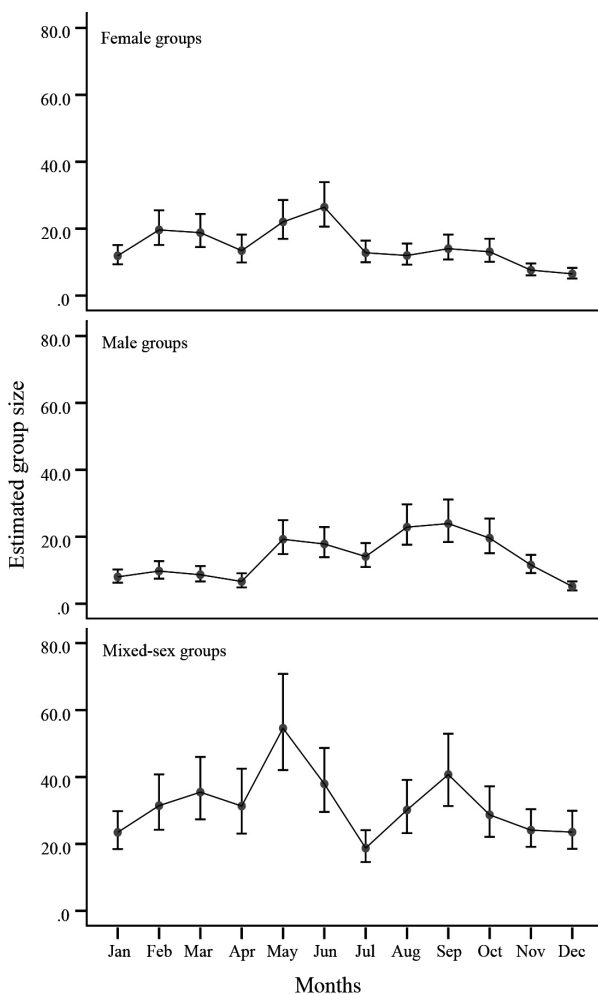 Female groups
80.0
60.0
40.0
20.0
.0
Male groups
80.0
60.0
40.0
20.0
.0
Mixed-sex groups
80.0
60.0
40.0
20.0
.0
Estimated group size
Jan Feb Mar Apr May Jun Jul Aug Sep Oct Nov Dec
Months